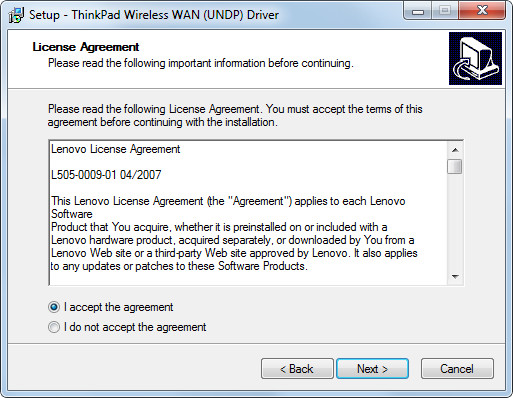 Setup - ThinkPad Wireless WAN (UNDP) Driver
License Agreement
Please read the following important information before continuing.
Please read the following License Agreement. You must accept the terms of this
agreement before continuing with the installation.
Lenovo License Agreement
L505-0009-01 04/2007
This Lenovo License Agreement (the "Agreement") applies to each Lenovo
Software
Product that You acquire, whether it is preinstalled on or included with a
Lenovo hardware product, acquired separately, or downloaded by You from a
Lenovo Web site or a third-party Web site approved by Lenovo. It also applies
to any updates or patches to these Software Products.
I accept the agreement
I do not accept the agreement
< Back
Next >
Cancel